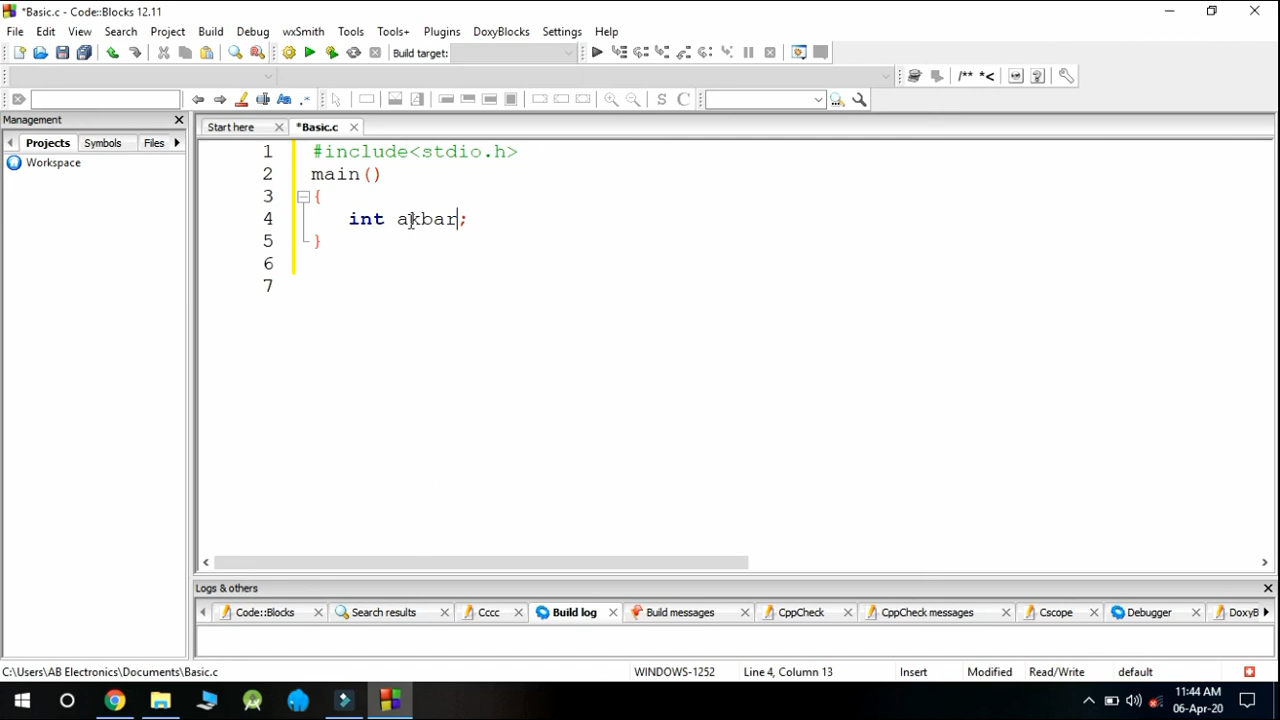 *Basic.c - Code::Blocks 12.11
File Edit View Search Project Build Debug wxSmith Tools Tools+ Plugins DoxyBlocks Settings Help
Build target:
/** *<
S C
Management
Projects Symbols Files
Workspace
Start here *Basic.c
1 #include<stdio.h>
2 main()
3 {
4 int akbar;
5 }
6
7
Logs & others
Code::Blocks Search results Cccc Build log Build messages CppCheck CppCheck messages Cscope Debugger DoxyB
C:\Users\AB Electronics\Documents\Basic.c WINDOWS-1252 Line 4, Column 13 Insert Modified Read/Write default
11:44 AM
06-Apr-20